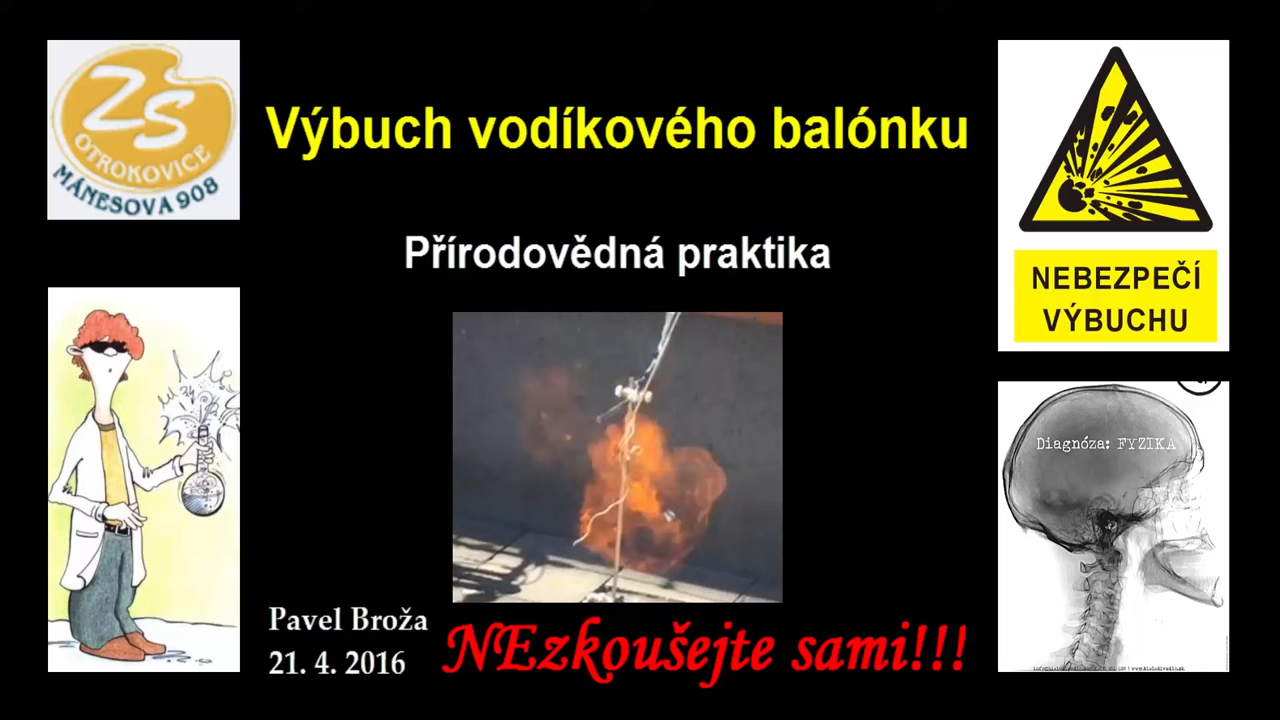 ZŠ
OTROKOVICE
MÁNESOVA 908
Výbuch vodíkového balónku
Přírodovědná praktika
NEBEZPEČÍ
VÝBUCHU
Diagnóza: FYZIKA
Pavel Broža
21. 4. 2016
NEzkoušejte sami!!!